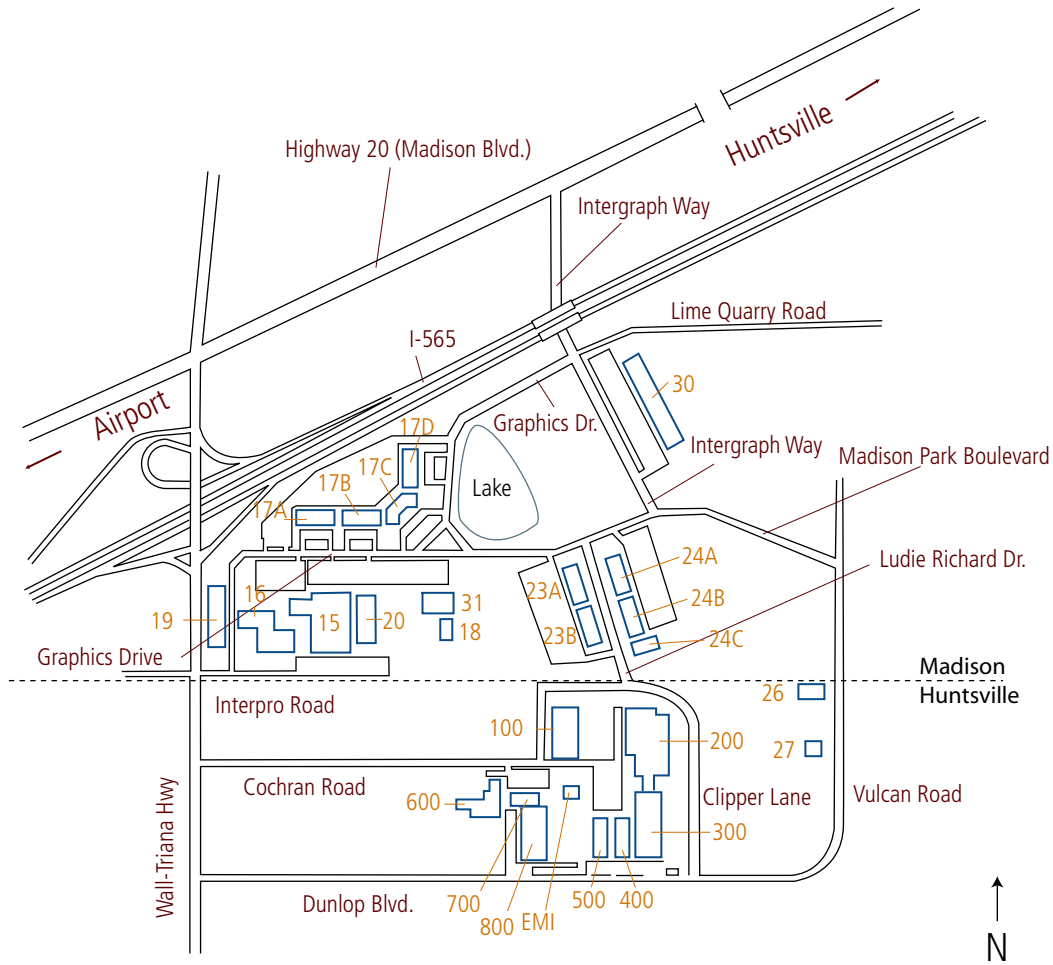 Huntsville
Highway 20 (Madison Blvd.)
Intergraph Way
Lime Quarry Road
I-565
30
Airport
Graphics Dr.
17D
Intergraph Way
Madison Park Boulevard
17C
Lake
17B
17A
24A
Ludie Richard Dr.
16
23A
31
24B
19
15
20
18
23B
24C
Graphics Drive
Madison
Huntsville
26
Interpro Road
100
200
27
Cochran Road
600
Clipper Lane
Vulcan Road
300
Wall-Triana Hwy
Dunlop Blvd.
700
800
EMI
500
400
N